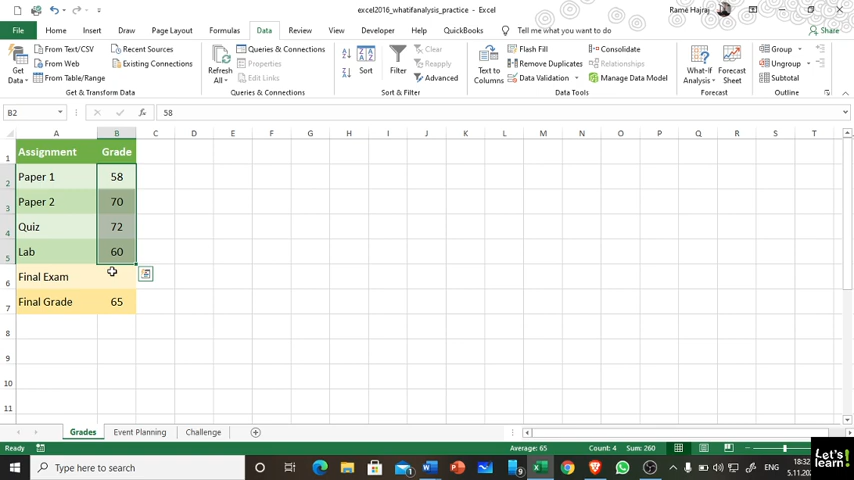 excel2016_whatifanalysis_practice - Excel
Ramë Hajraj
File Home Insert Draw Page Layout Formulas Data Review View Developer Help QuickBooks Tell me what you want to do Share
Get Data
From Text/CSV
From Web
From Table/Range
Recent Sources
Existing Connections
Get & Transform Data
Refresh All
Queries & Connections
Properties
Edit Links
Queries & Connections
Sort
Filter
Clear
Reapply
Advanced
Sort & Filter
Text to Columns
Flash Fill
Remove Duplicates
Data Validation
Consolidate
Relationships
Manage Data Model
Data Tools
What-If Analysis
Forecast Sheet
Forecast
Group
Ungroup
Subtotal
Outline
B2 fx 58
A B C D E F G H I J K L M N O P Q R S T
1 Assignment Grade
2 Paper 1 58
3 Paper 2 70
4 Quiz 72
5 Lab 60
6 Final Exam
7 Final Grade 65
8
9
10
11
Grades Event Planning Challenge
Ready Average: 65 Count: 4 Sum: 260
Type here to search
ENG
18:32
5.11.202
Let's
learn!